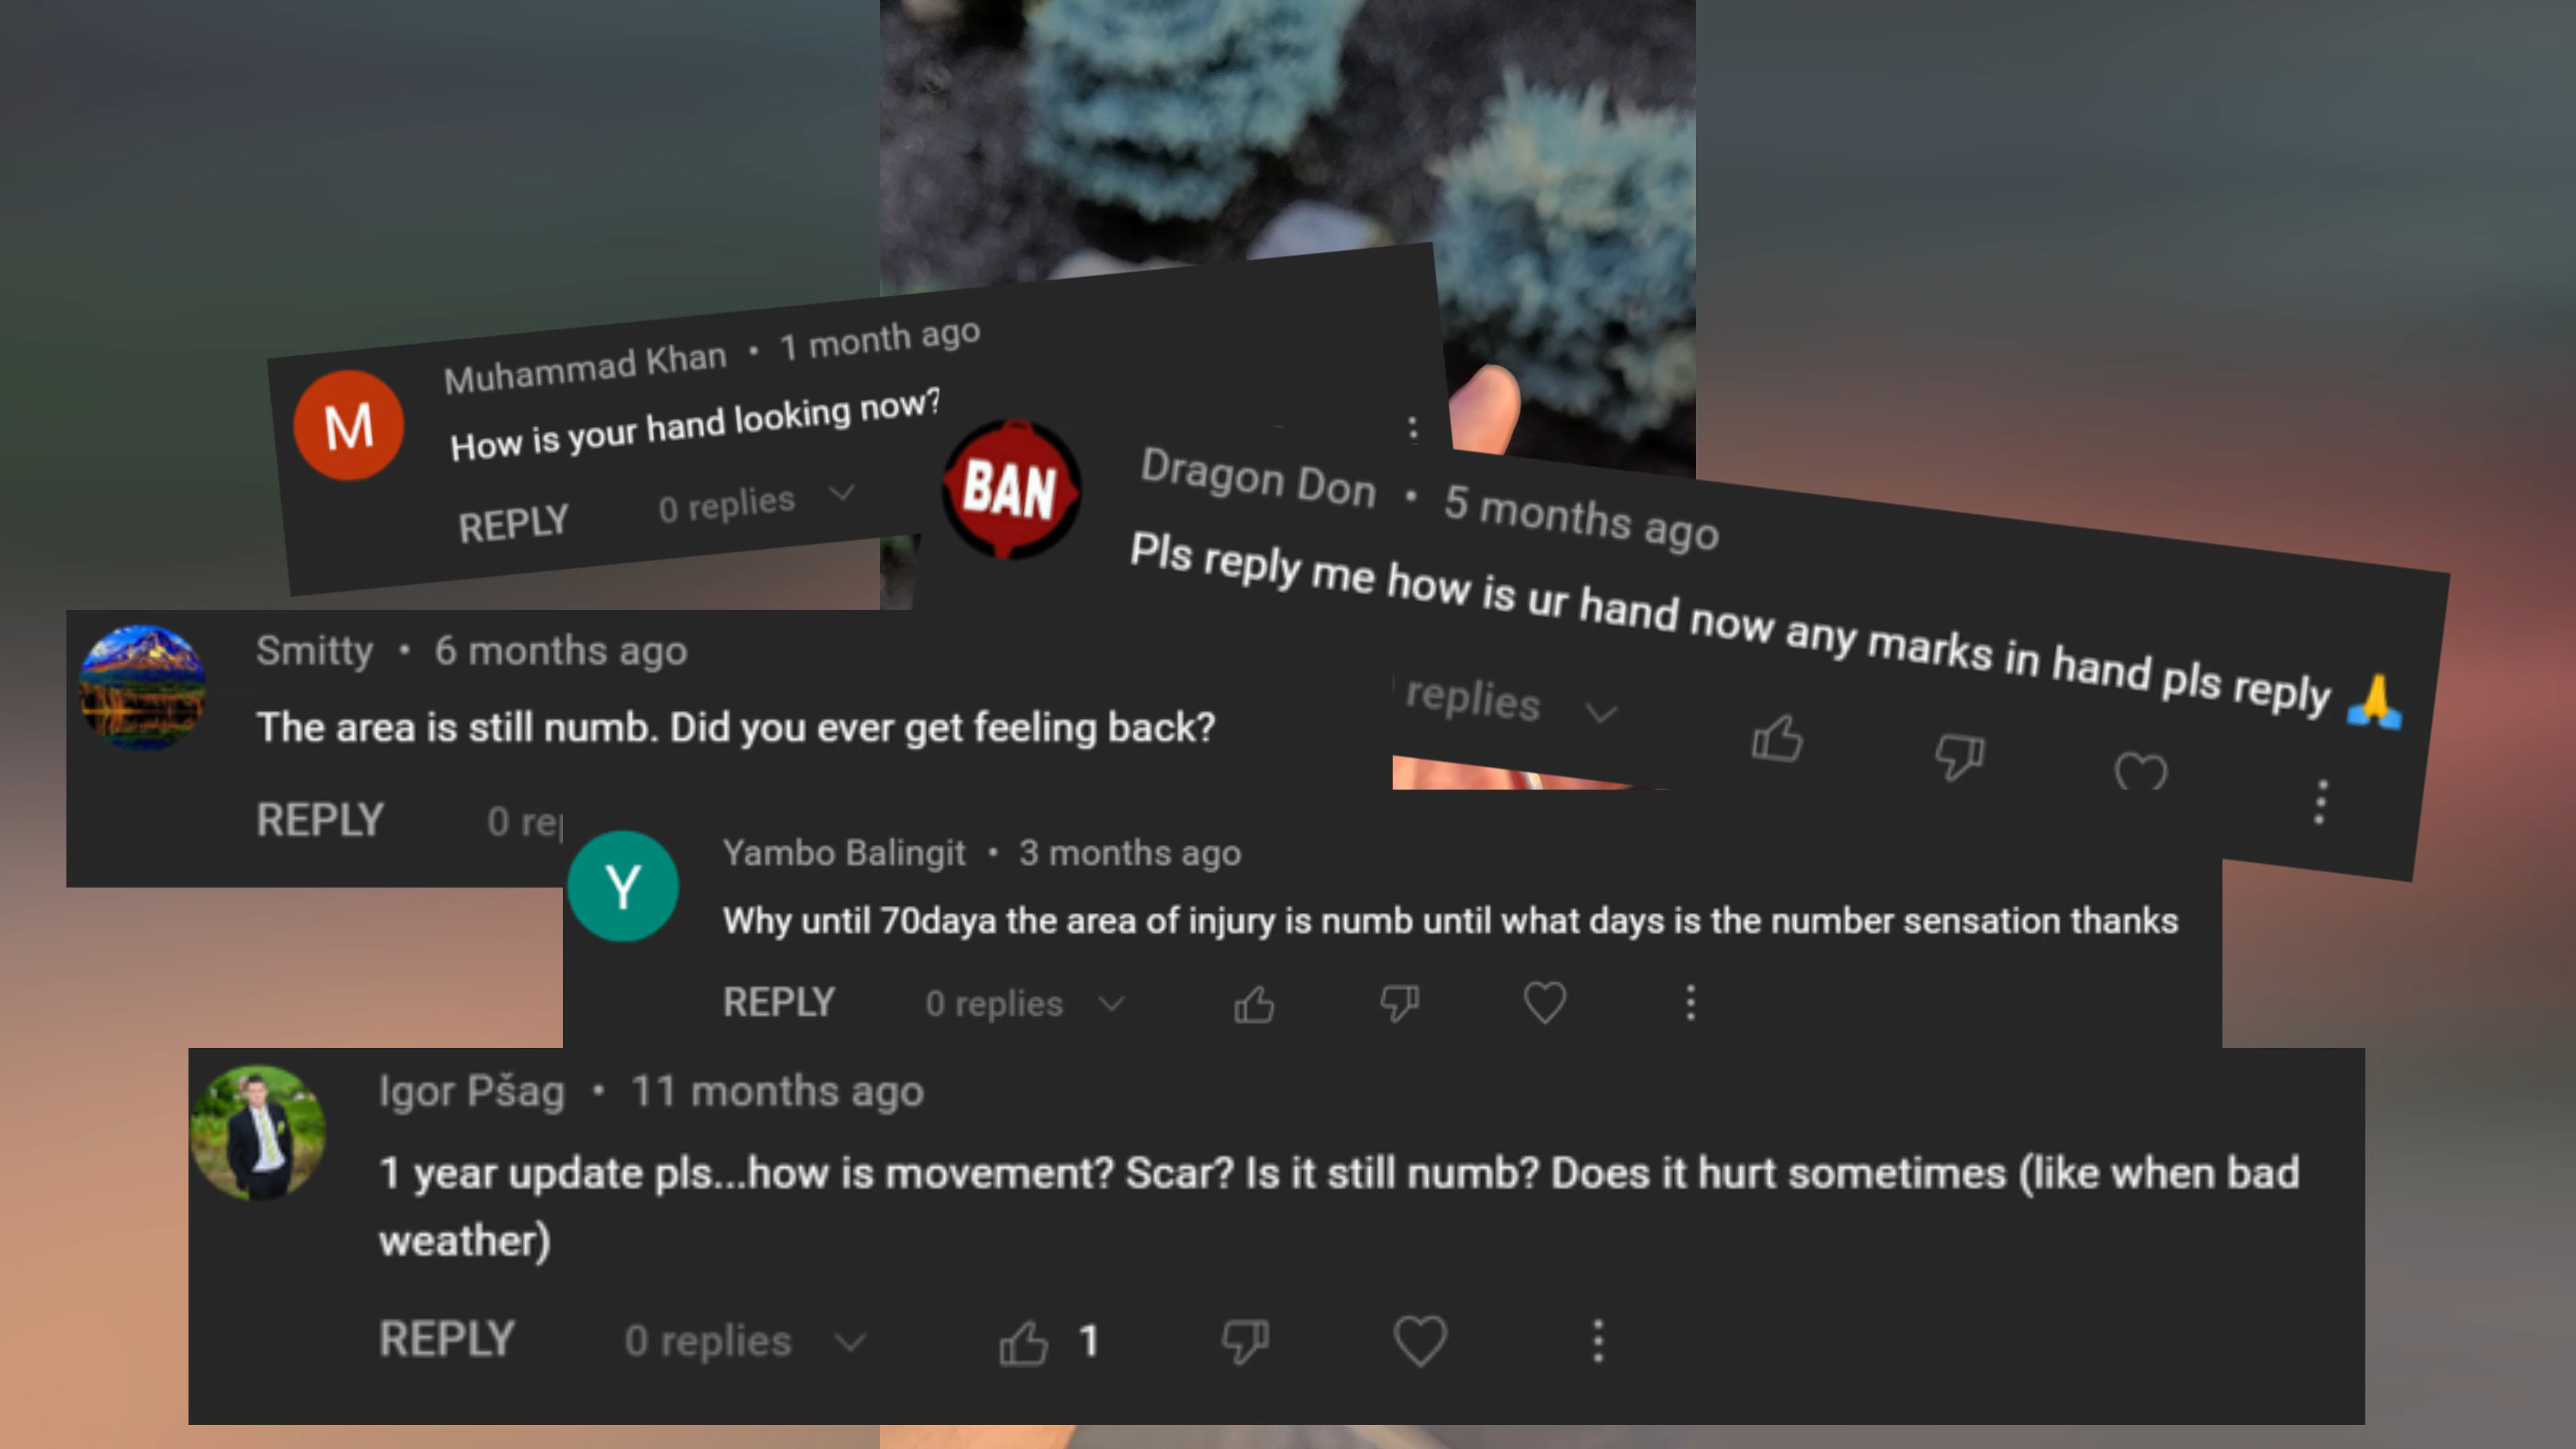 M
Muhammad Khan • 1 month ago
How is your hand looking now?
REPLY 0 replies
BAN
Dragon Don • 5 months ago
Pls reply me how is ur hand now any marks in hand pls reply 🙏
replies
Smitty • 6 months ago
The area is still numb. Did you ever get feeling back?
REPLY 0 rep
Y
Yambo Balingit • 3 months ago
Why until 70daya the area of injury is numb until what days is the number sensation thanks
REPLY 0 replies
Igor Pšag • 11 months ago
1 year update pls...how is movement? Scar? Is it still numb? Does it hurt sometimes (like when bad
weather)
REPLY 0 replies 1